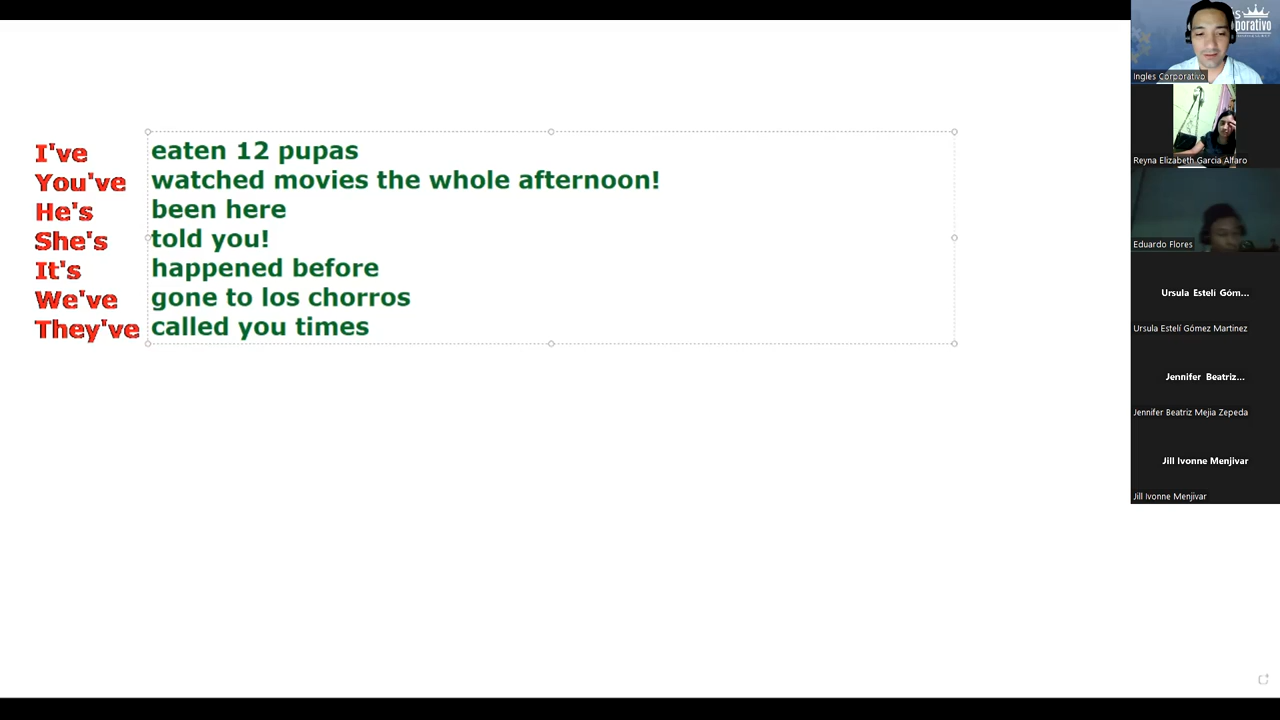 I've eaten 12 pupas
You've watched movies the whole afternoon!
He's been here
She's told you!
It's happened before
We've gone to los chorros
They've called you times
Ingles Corporativo
Reyna Elizabeth Garcia Alfaro
Eduardo Flores
Ursula Estelí Góm...
Ursula Estelí Gómez Martinez
Jennifer Beatriz...
Jennifer Beatriz Mejia Zepeda
Jill Ivonne Menjivar
Jill Ivonne Menjivar